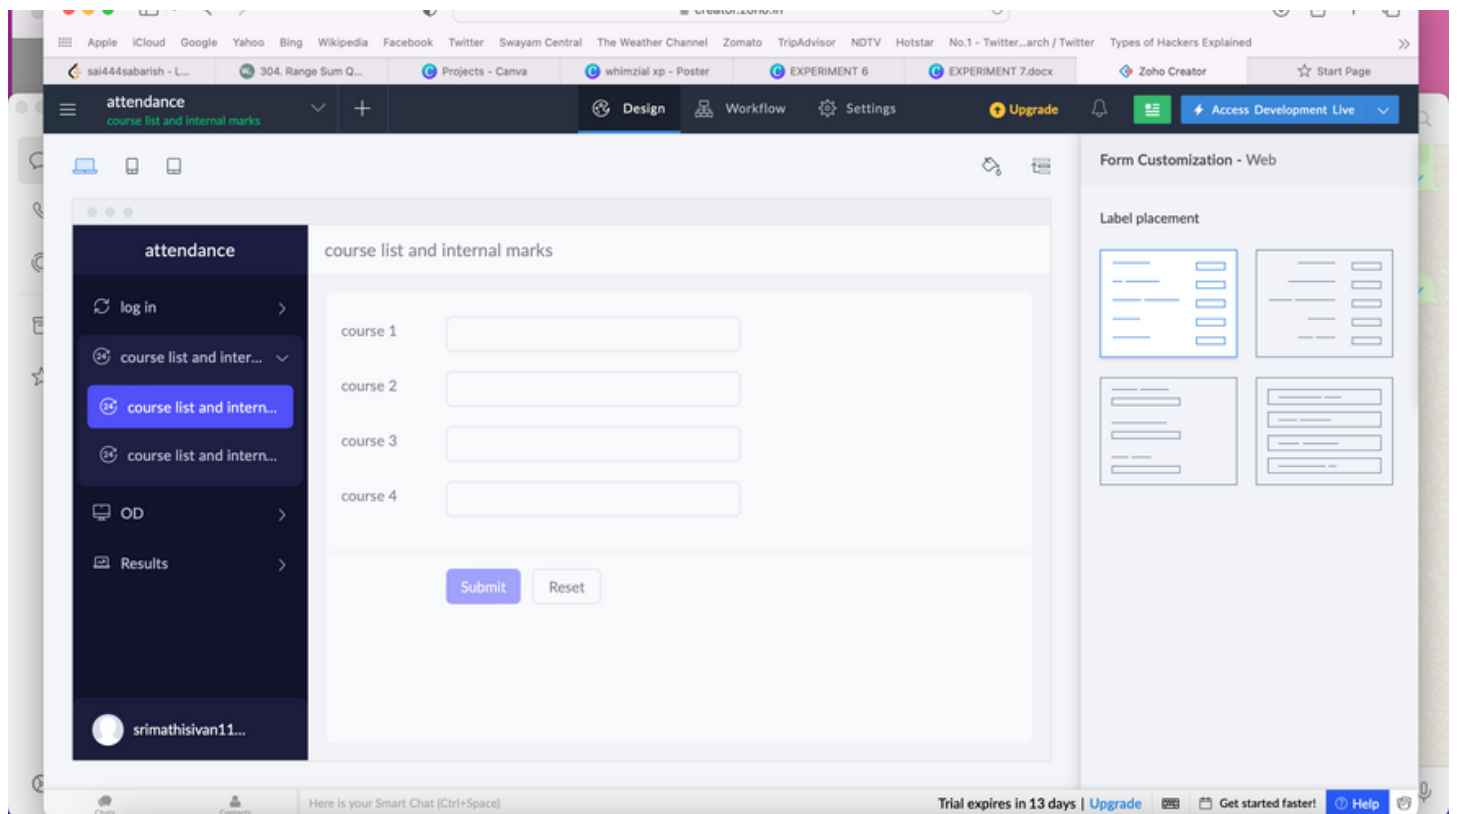 creator.zoho.in
Apple iCloud Google Yahoo Bing Wikipedia Facebook Twitter Swayam Central The Weather Channel Zomato TripAdvisor NDTV Hotstar No.1 - Twitter...arch / Twitter Types of Hackers Explained
sai444sabarish - L... 304. Range Sum Q... Projects - Canva whimzial xp - Poster EXPERIMENT 6 EXPERIMENT 7.docx Zoho Creator Start Page
attendance
course list and internal marks
Design Workflow Settings Upgrade Access Development Live
Form Customization - Web
Label placement
attendance
course list and internal marks
log in
course list and inter...
course list and intern...
course list and intern...
OD
Results
srimathisivan11...
course 1
course 2
course 3
course 4
Submit Reset
Chats Contacts Here is your Smart Chat (Ctrl+Space) Trial expires in 13 days | Upgrade Get started faster! Help